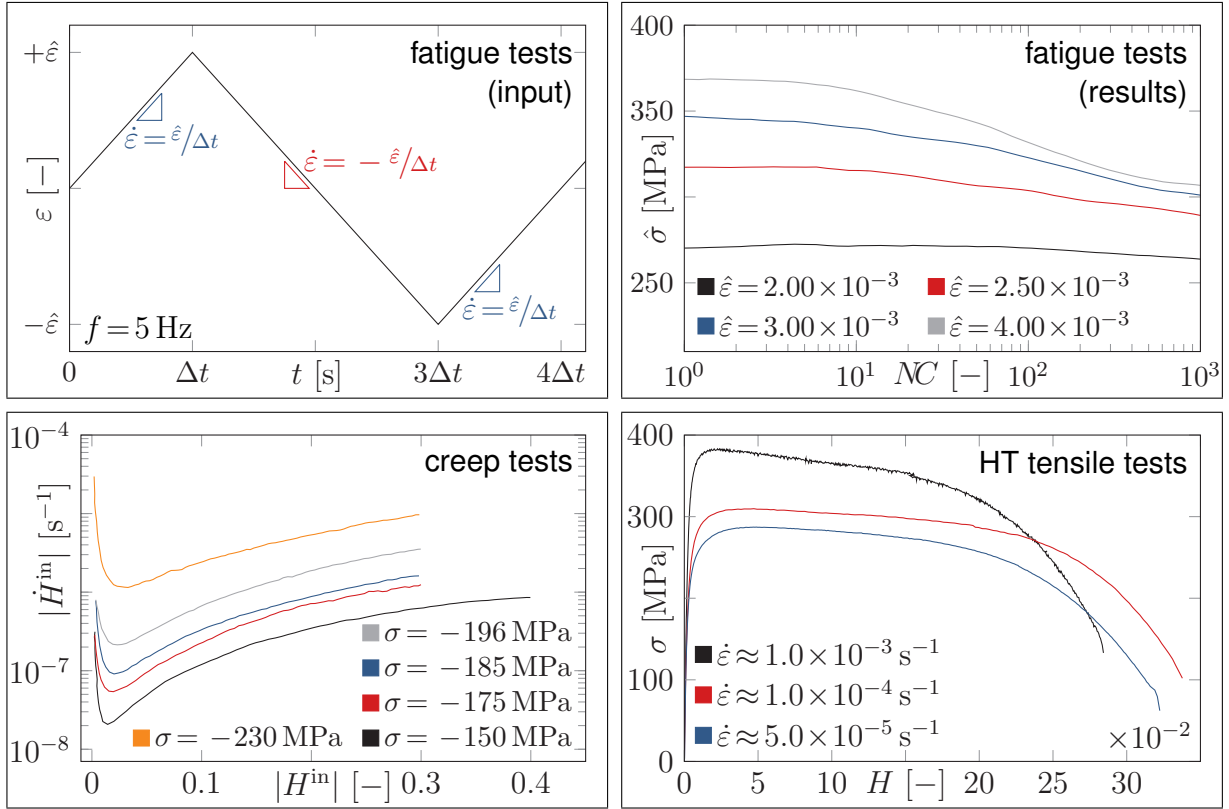 fatigue tests
(input)
+ε̂
ε [−]
−ε̂
ε̇ = ε̂/Δt
ε̇ = − ε̂/Δt
ε̇ = ε̂/Δt
f = 5 Hz
0 Δt t [s] 3Δt 4Δt
fatigue tests
(results)
400
350
250
σ̂ [MPa]
ε̂ = 2.00 × 10⁻³ ε̂ = 2.50 × 10⁻³
ε̂ = 3.00 × 10⁻³ ε̂ = 4.00 × 10⁻³
10⁰ 10¹ NC [−] 10² 10³
creep tests
10⁻⁴
|Ḣⁱⁿ| [s⁻¹]
10⁻⁷
10⁻⁸
σ = −196 MPa
σ = −185 MPa
σ = −175 MPa
σ = −230 MPa σ = −150 MPa
0 0.1 |Hⁱⁿ| [−] 0.3 0.4
HT tensile tests
400
300
σ [MPa]
100
0
ε̇ ≈ 1.0 × 10⁻³ s⁻¹
ε̇ ≈ 1.0 × 10⁻⁴ s⁻¹
ε̇ ≈ 5.0 × 10⁻⁵ s⁻¹
×10⁻²
0 5 H [−] 15 20 25 30